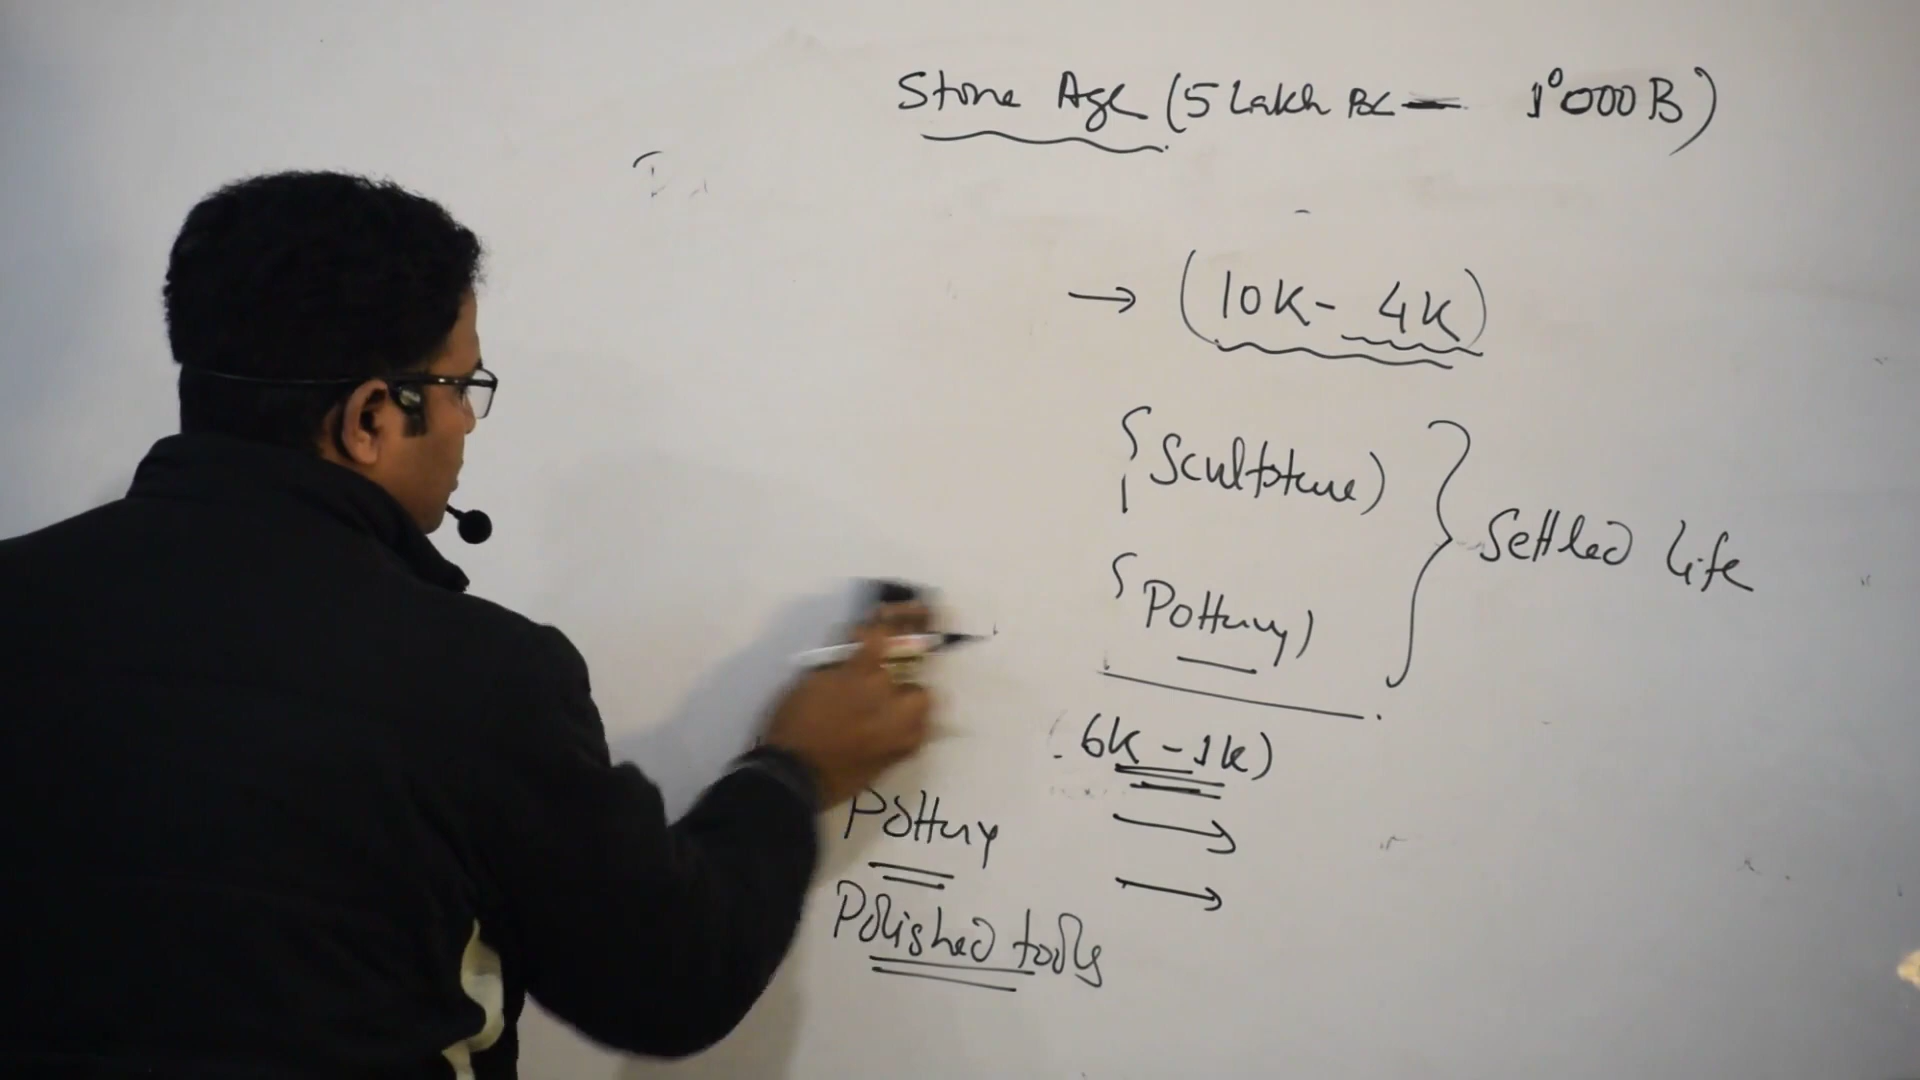 Stone Age (5 Lakh BC - 1000 B)
→ (10K - 4K)
Sculpture)
Settled life
Pottery)
6K - 1K)
Pottery
Polished tools